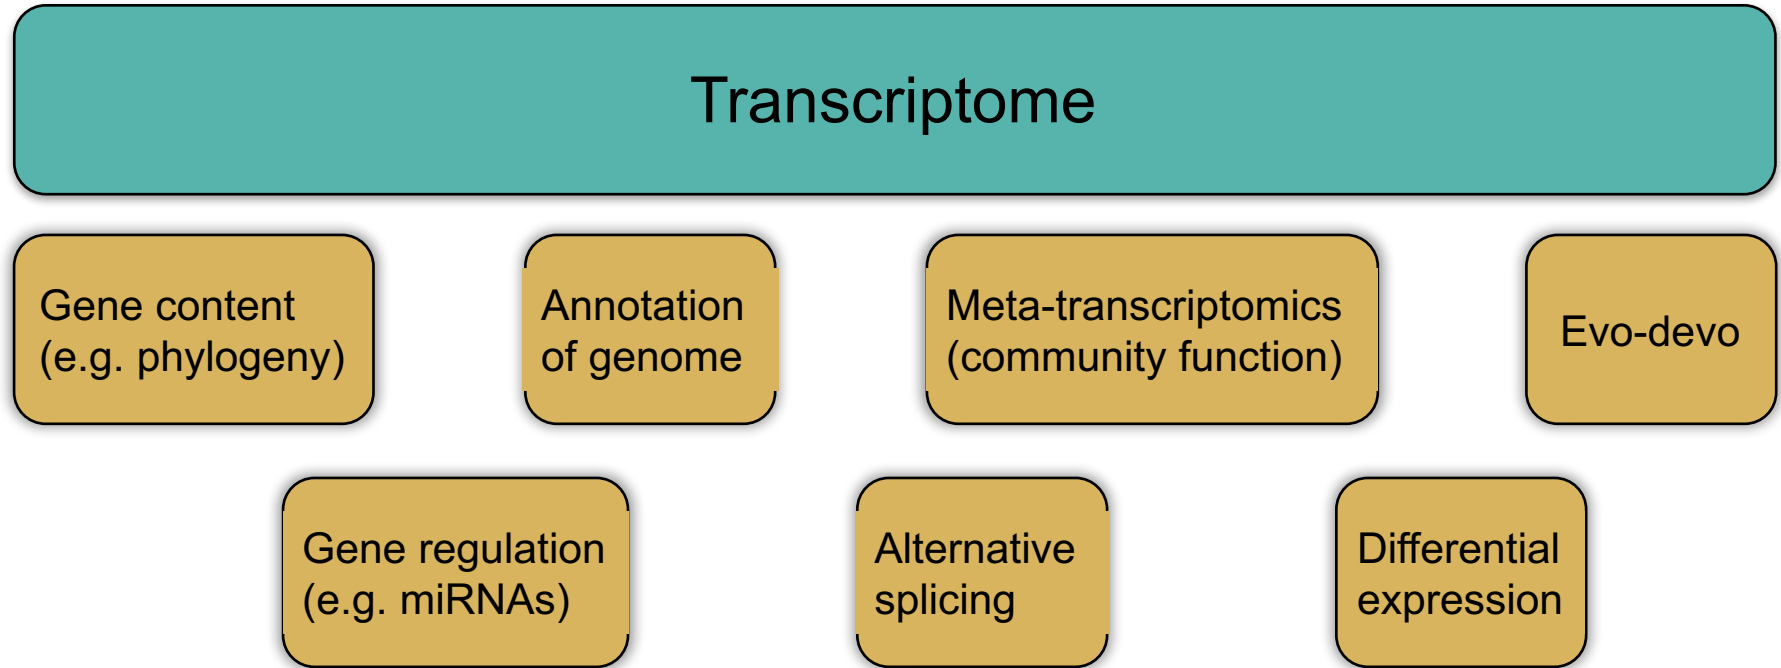 Transcriptome
Gene content
(e.g. phylogeny)
Annotation
of genome
Meta-transcriptomics
(community function)
Evo-devo
Gene regulation
(e.g. miRNAs)
Alternative
splicing
Differential
expression